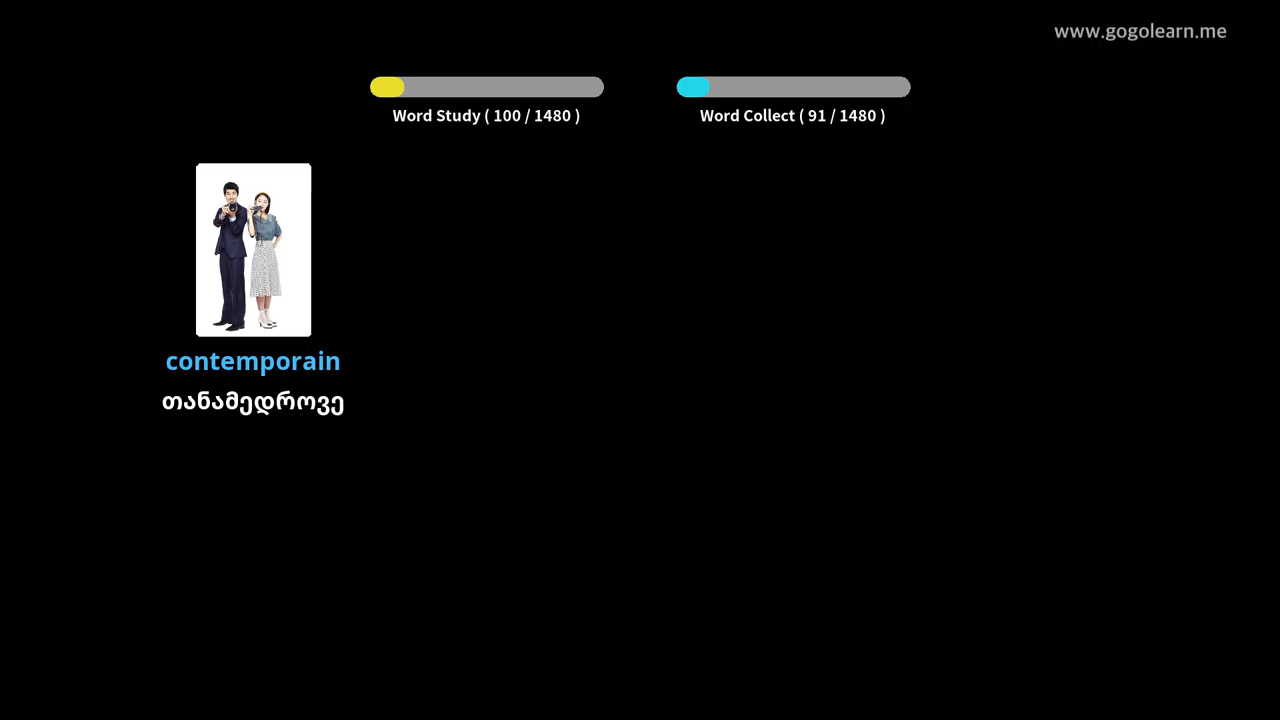 www.gogolearn.me
Word Study ( 100 / 1480 )
Word Collect ( 91 / 1480 )
contemporain
თანამედროვე